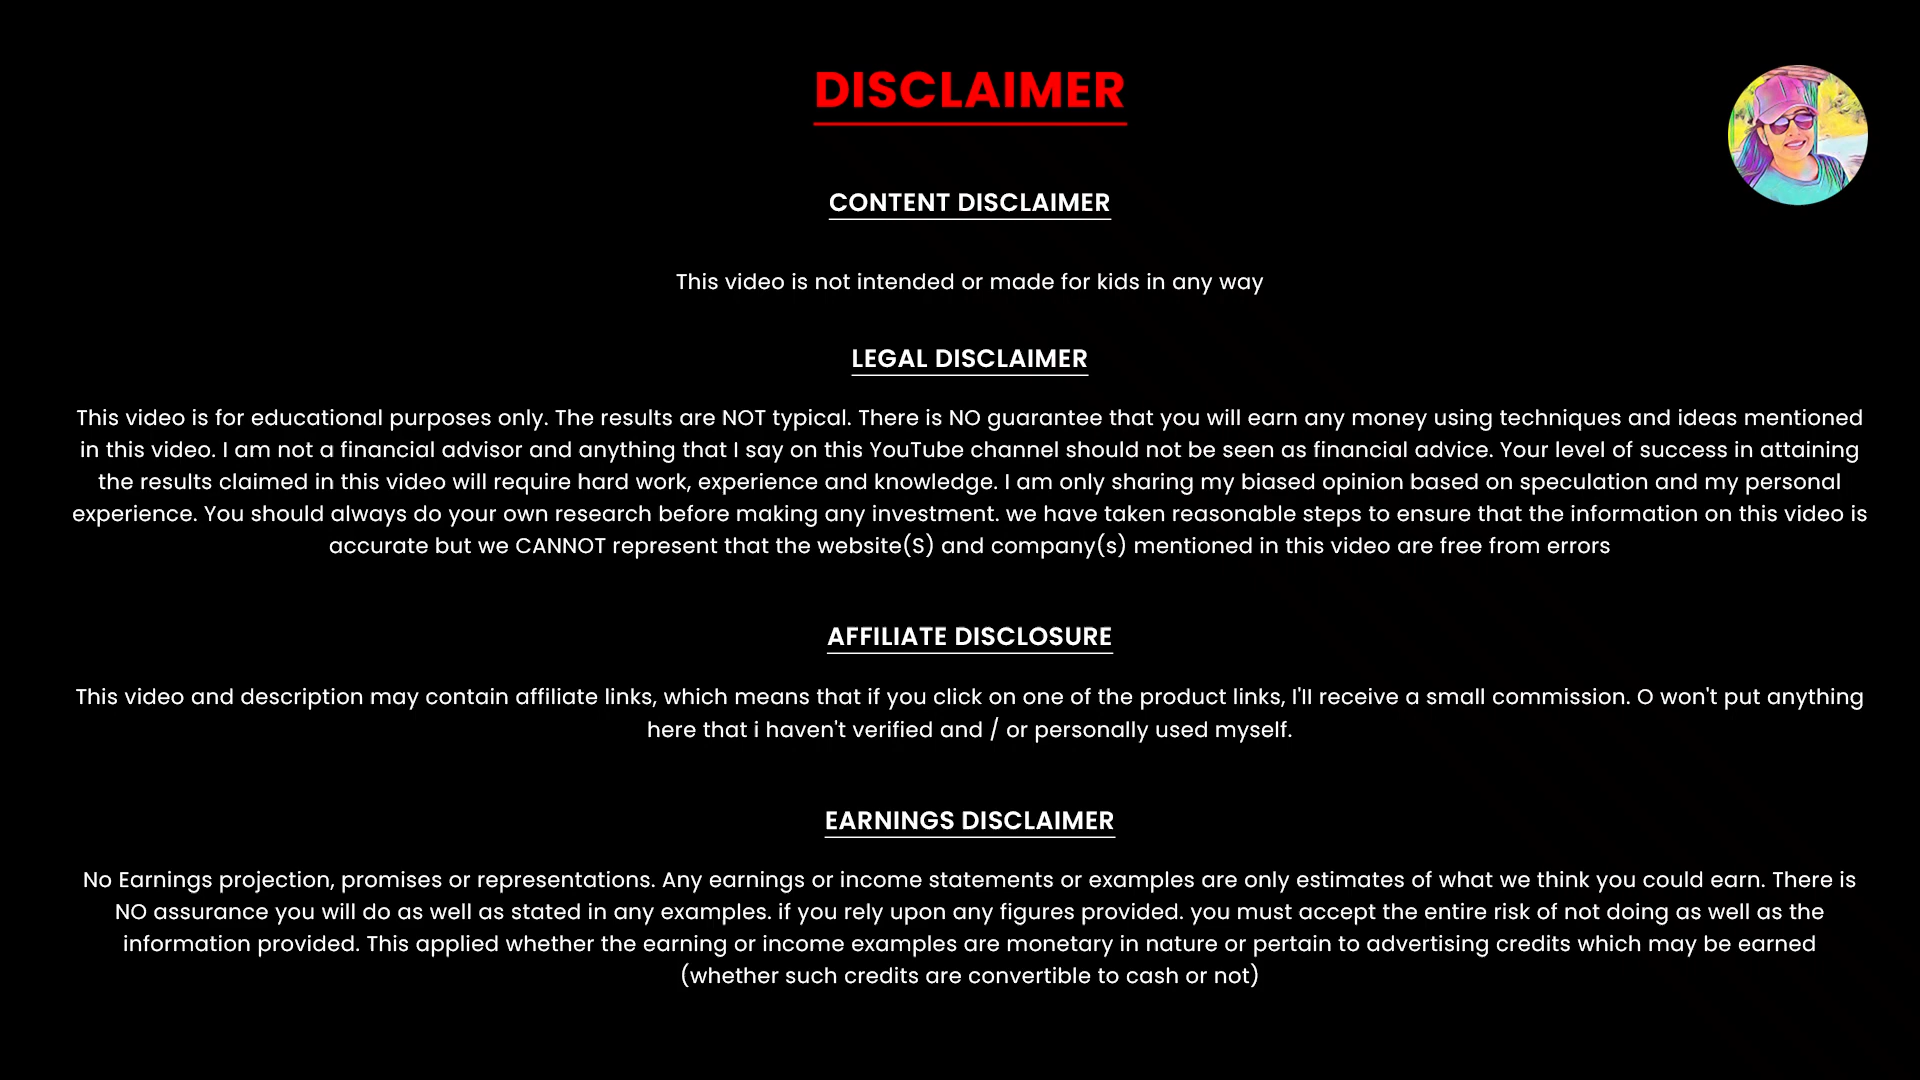 DISCLAIMER
CONTENT DISCLAIMER
This video is not intended or made for kids in any way
LEGAL DISCLAIMER
This video is for educational purposes only. The results are NOT typical. There is NO guarantee that you will earn any money using techniques and ideas mentioned
in this video. I am not a financial advisor and anything that I say on this YouTube channel should not be seen as financial advice. Your level of success in attaining
the results claimed in this video will require hard work, experience and knowledge. I am only sharing my biased opinion based on speculation and my personal
experience. You should always do your own research before making any investment. we have taken reasonable steps to ensure that the information on this video is
accurate but we CANNOT represent that the website(S) and company(s) mentioned in this video are free from errors
AFFILIATE DISCLOSURE
This video and description may contain affiliate links, which means that if you click on one of the product links, I'll receive a small commission. O won't put anything
here that i haven't verified and / or personally used myself.
EARNINGS DISCLAIMER
No Earnings projection, promises or representations. Any earnings or income statements or examples are only estimates of what we think you could earn. There is
NO assurance you will do as well as stated in any examples. if you rely upon any figures provided. you must accept the entire risk of not doing as well as the
information provided. This applied whether the earning or income examples are monetary in nature or pertain to advertising credits which may be earned
(whether such credits are convertible to cash or not)